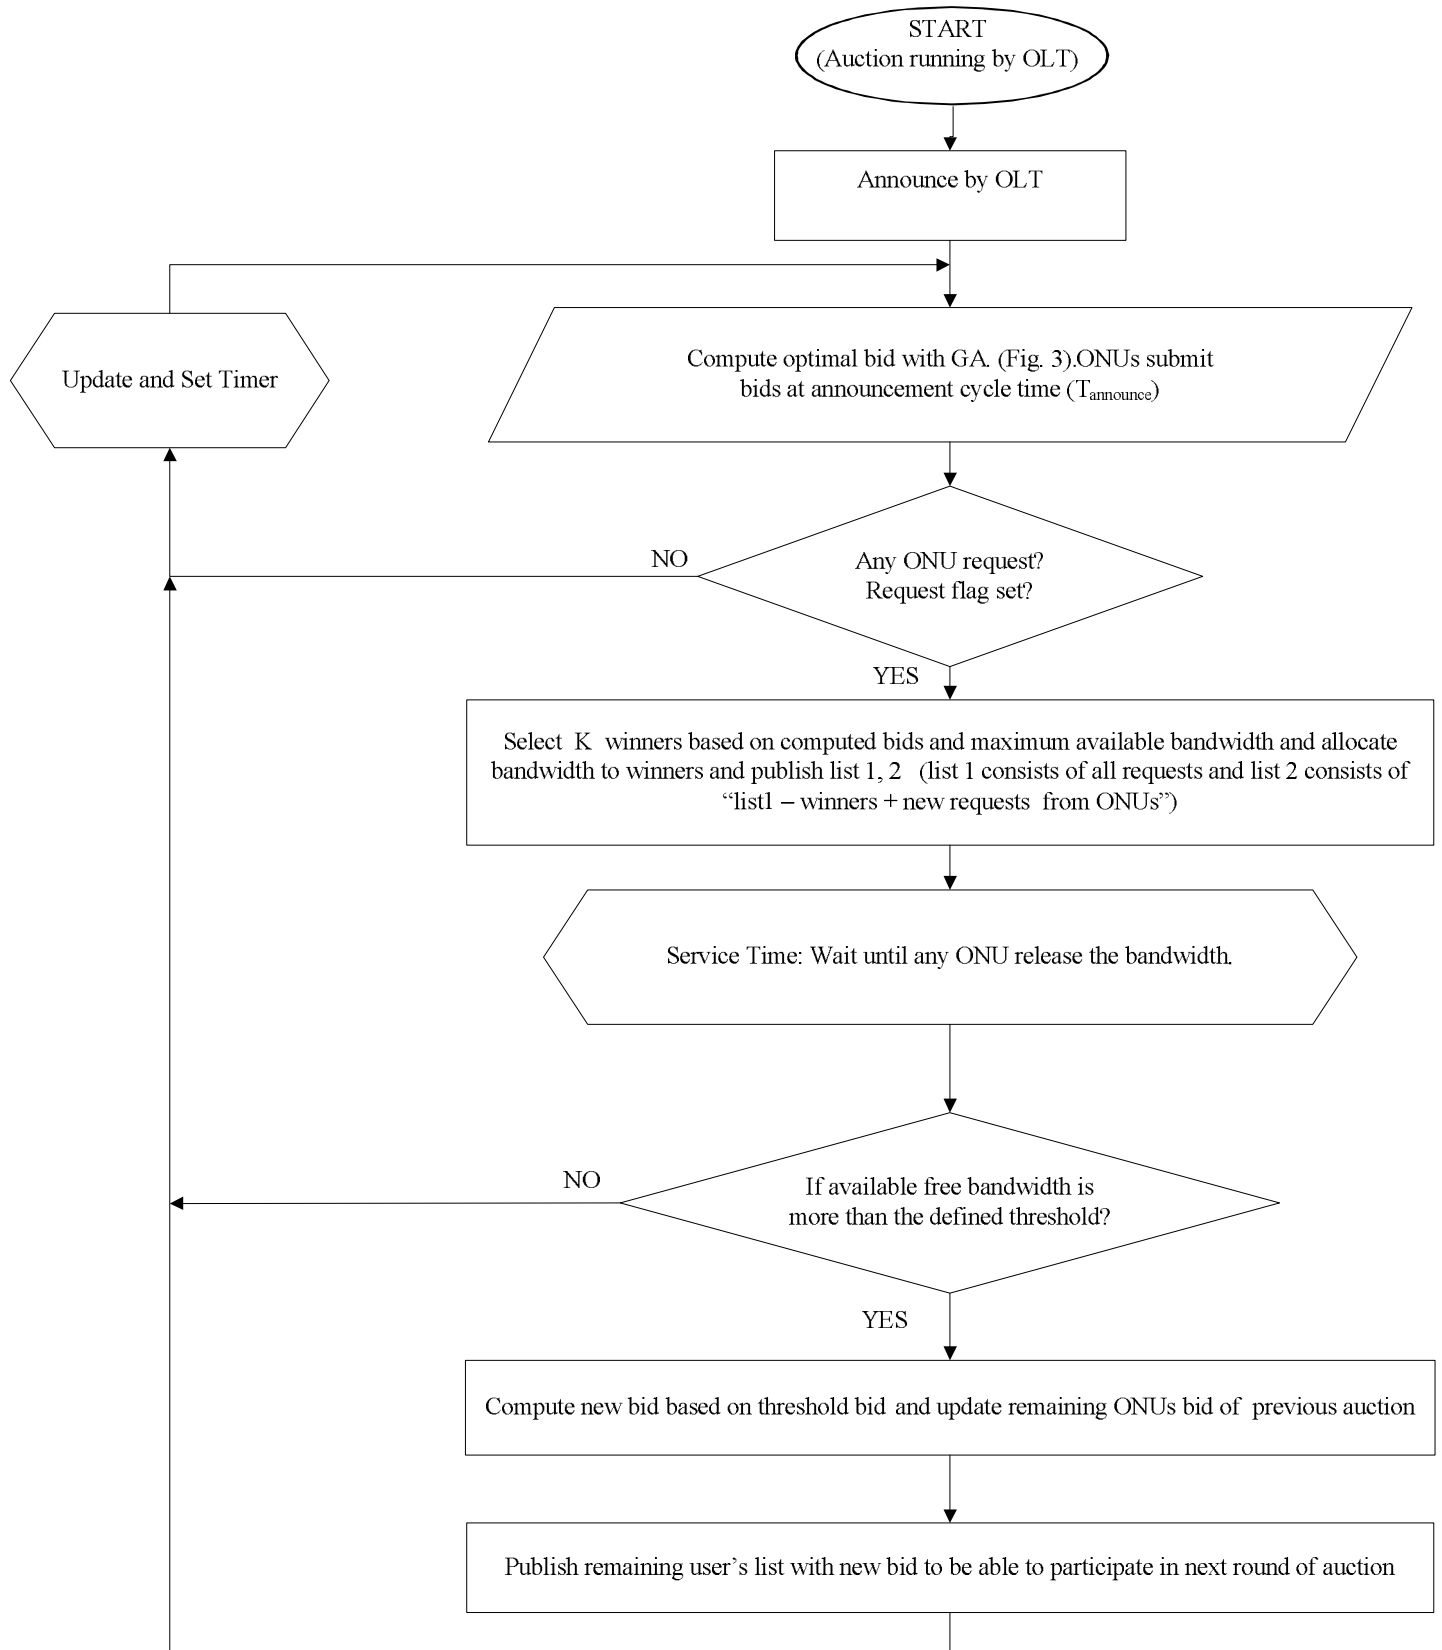 START
(Auction running by OLT)
Announce by OLT
Compute optimal bid with GA. (Fig. 3).ONUs submit
bids at announcement cycle time (Tannounce)
Update and Set Timer
NO
Any ONU request?
Request flag set?
YES
Select K winners based on computed bids and maximum available bandwidth and allocate
bandwidth to winners and publish list 1, 2 (list 1 consists of all requests and list 2 consists of
“list1 – winners + new requests from ONUs”)
Service Time: Wait until any ONU release the bandwidth.
NO
If available free bandwidth is
more than the defined threshold?
YES
Compute new bid based on threshold bid and update remaining ONUs bid of previous auction
Publish remaining user’s list with new bid to be able to participate in next round of auction